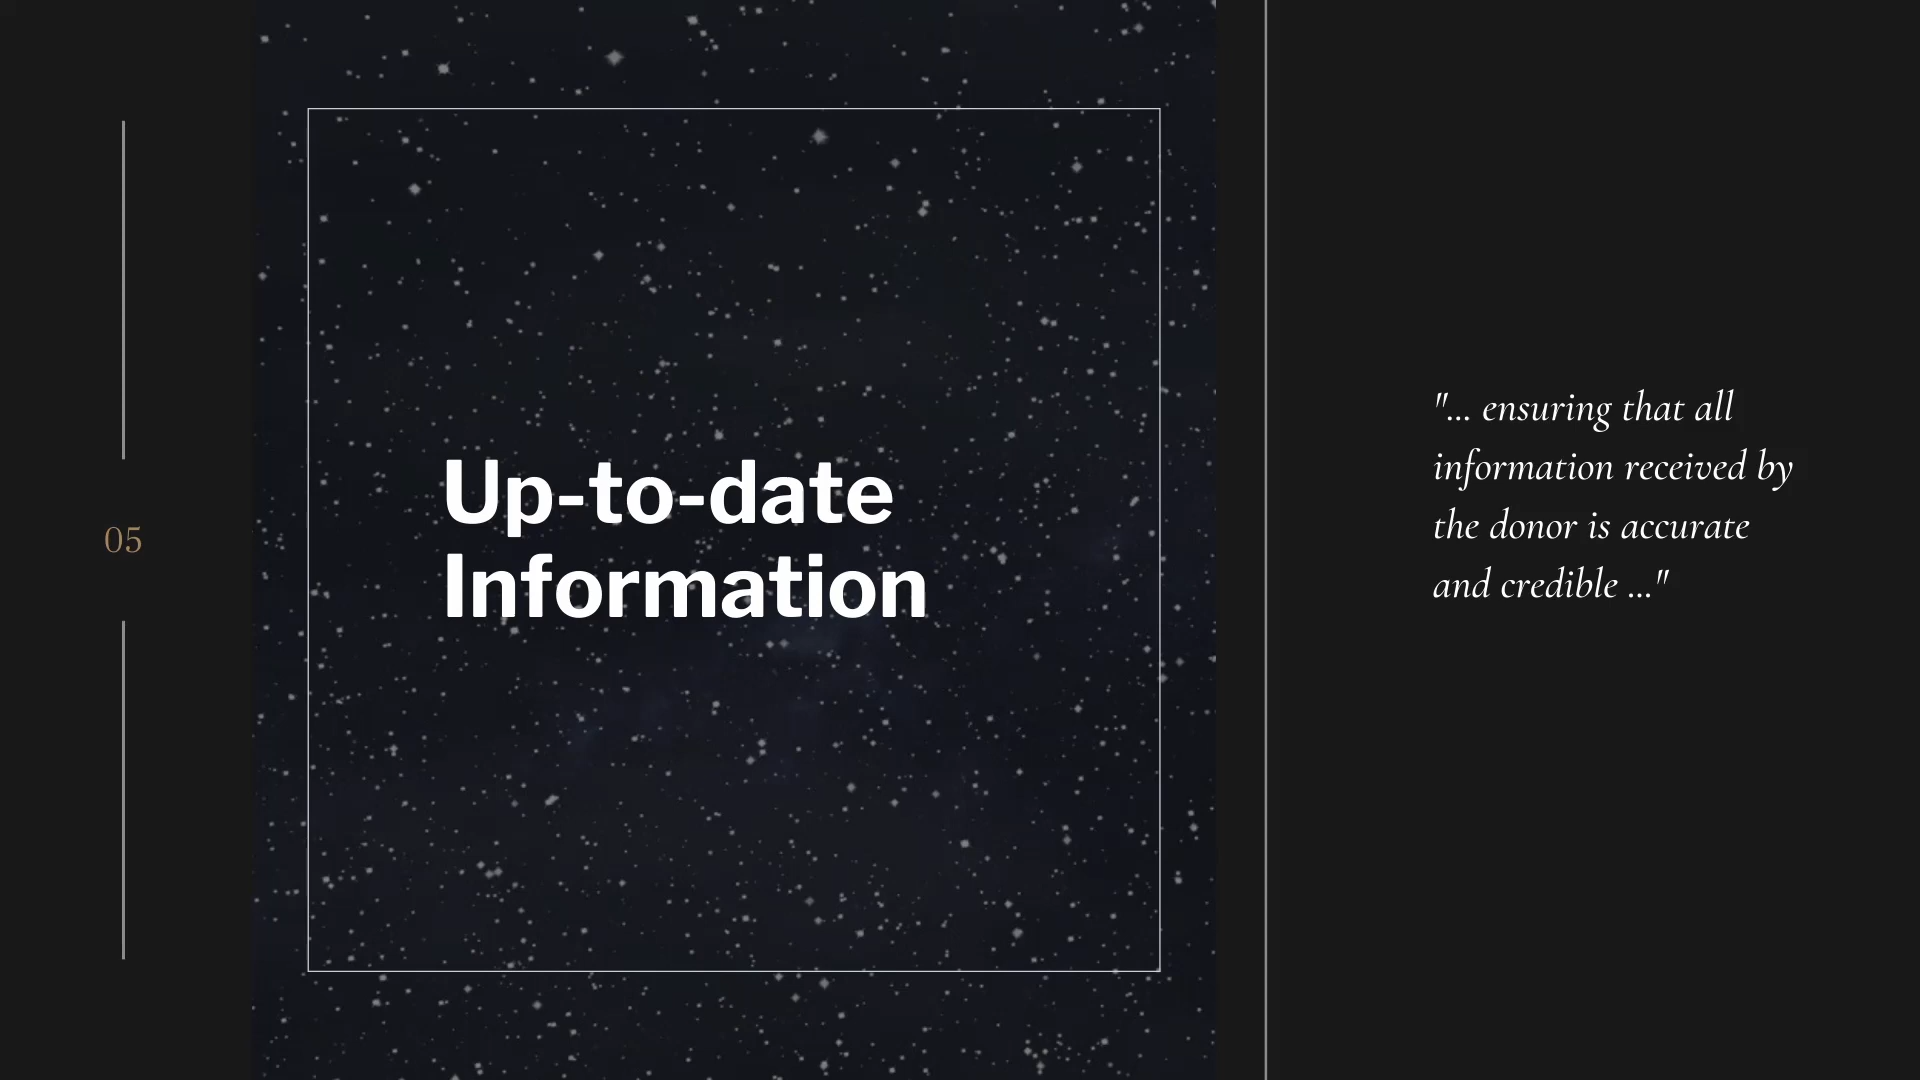 05
Up-to-date
Information
"... ensuring that all
information received by
the donor is accurate
and credible ..."